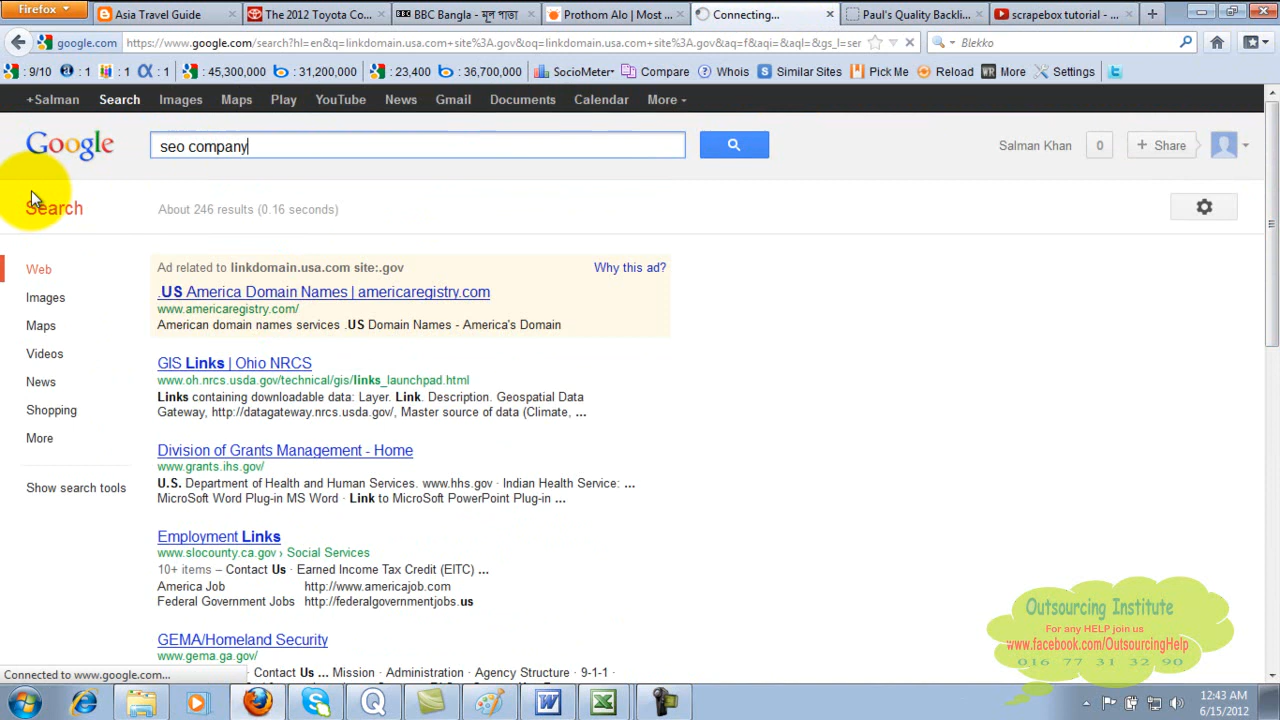 Firefox
Asia Travel Guide
The 2012 Toyota Co...
BBC Bangla - মূল পাতা
Prothom Alo | Most ...
Connecting...
Paul's Quality Backlink...
scrapebox tutorial - ...
google.com https://www.google.com/search?hl=en&q=linkdomain.usa.com+site%3A.gov&oq=linkdomain.usa.com+site%3A.gov&aq=f&aqi=&aql=&gs_l=ser
Blekko
: 9/10 : 1 : 1 : 1 : 45,300,000 : 31,200,000 : 23,400 : 36,700,000 SocioMeter Compare Whois Similar Sites Pick Me Reload More Settings
+Salman Search Images Maps Play YouTube News Gmail Documents Calendar More
Google seo company Salman Khan 0 + Share
Search About 246 results (0.16 seconds)
Web
Images
Maps
Videos
News
Shopping
More
Show search tools
Ad related to linkdomain.usa.com site:.gov Why this ad?
.US America Domain Names | americaregistry.com
www.americaregistry.com/
American domain names services .US Domain Names - America's Domain
GIS Links | Ohio NRCS
www.oh.nrcs.usda.gov/technical/gis/links_launchpad.html
Links containing downloadable data: Layer. Link. Description. Geospatial Data
Gateway, http://datagateway.nrcs.usda.gov/, Master source of data (Climate, ...
Division of Grants Management - Home
www.grants.ihs.gov/
U.S. Department of Health and Human Services. www.hhs.gov · Indian Health Service: ...
MicroSoft Word Plug-in MS Word · Link to MicroSoft PowerPoint Plug-in ...
Employment Links
www.slocounty.ca.gov › Social Services
10+ items – Contact Us · Earned Income Tax Credit (EITC) ...
America Job http://www.americajob.com
Federal Government Jobs http://federalgovernmentjobs.us
GEMA/Homeland Security
www.gema.ga.gov/
Contact Us · ... Mission · Administration · Agency Structure · 9-1-1 ·
Connected to www.google.com...
Outsourcing Institute
For any HELP join us
www.facebook.com/OutsourcingHelp
016 77 31 32 90
12:43 AM
6/15/2012